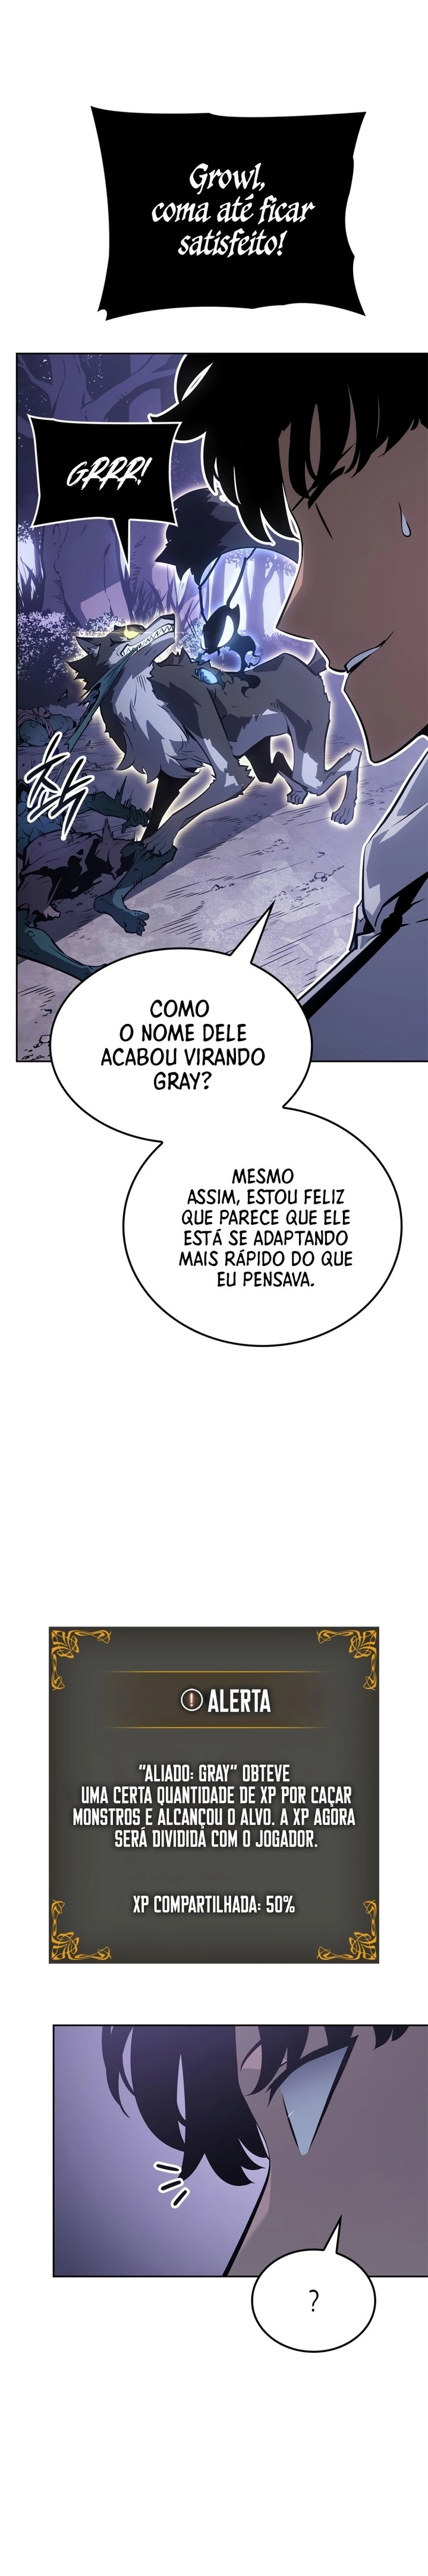 Growl,
coma até ficar
satisfeito!
GRRR!
COMO
O NOME DELE
ACABOU VIRANDO
GRAY?
MESMO
ASSIM, ESTOU FELIZ
QUE PARECE QUE ELE
ESTÁ SE ADAPTANDO
MAIS RÁPIDO DO QUE
EU PENSAVA.
! ALERTA
"ALIADO: GRAY" OBTEVE
UMA CERTA QUANTIDADE DE XP POR CAÇAR
MONSTROS E ALCANÇOU O ALVO. A XP AGORA
SERÁ DIVIDIDA COM O JOGADOR.
XP COMPARTILHADA: 50%
?